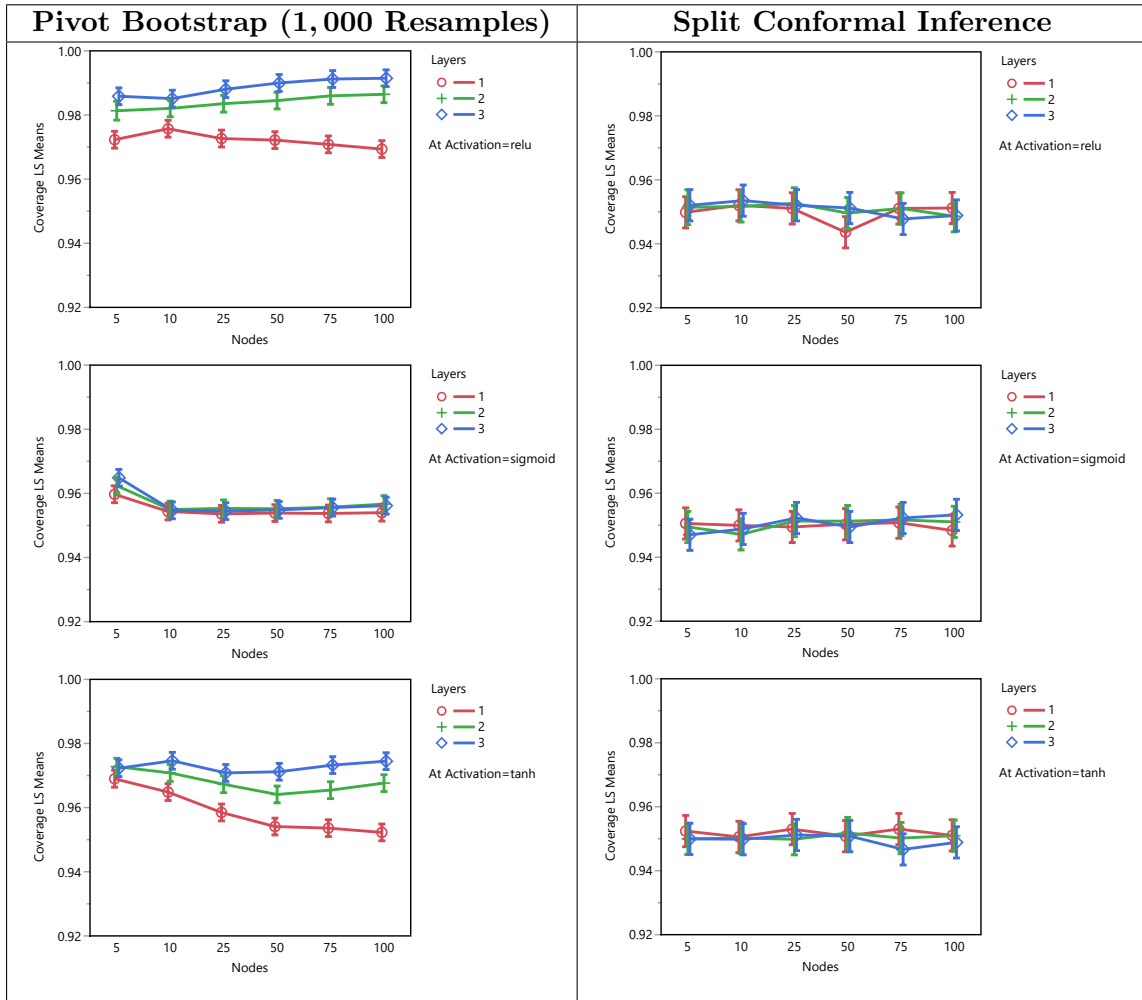 Pivot Bootstrap (1, 000 Resamples)
Split Conformal Inference
1.00
0.98
0.96
0.94
0.92
Coverage LS Means
5 10 25 50 75 100
Nodes
Layers
1
2
3
At Activation=relu
1.00
0.98
0.96
0.94
0.92
Coverage LS Means
5 10 25 50 75 100
Nodes
Layers
1
2
3
At Activation=relu
1.00
0.98
0.96
0.94
0.92
Coverage LS Means
5 10 25 50 75 100
Nodes
Layers
1
2
3
At Activation=sigmoid
1.00
0.98
0.96
0.94
0.92
Coverage LS Means
5 10 25 50 75 100
Nodes
Layers
1
2
3
At Activation=sigmoid
1.00
0.98
0.96
0.94
0.92
Coverage LS Means
5 10 25 50 75 100
Nodes
Layers
1
2
3
At Activation=tanh
1.00
0.98
0.96
0.94
0.92
Coverage LS Means
5 10 25 50 75 100
Nodes
Layers
1
2
3
At Activation=tanh